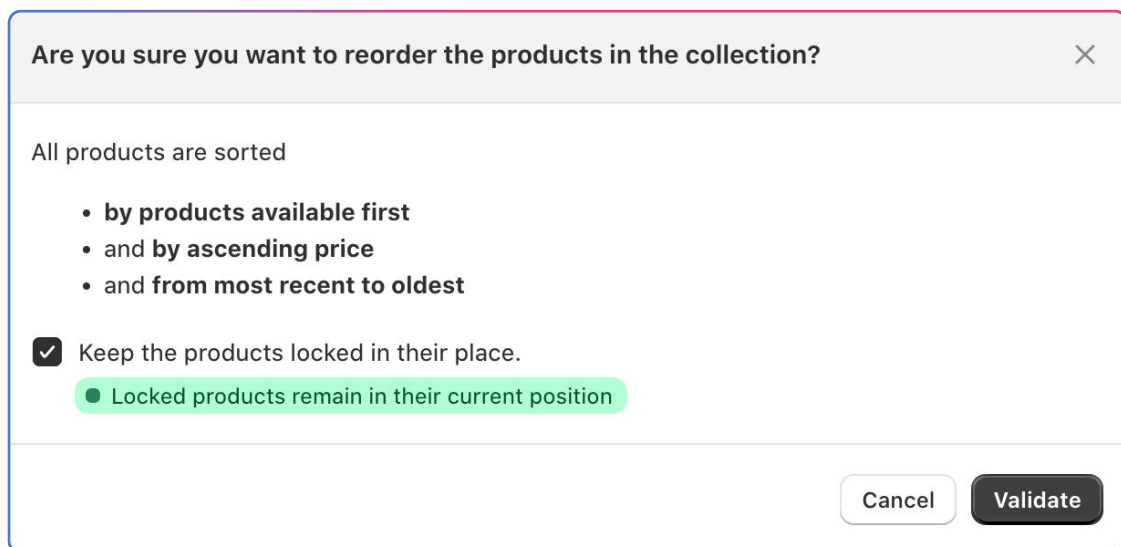 Are you sure you want to reorder the products in the collection?
All products are sorted
• by products available first
• and by ascending price
• and from most recent to oldest
Keep the products locked in their place.
Locked products remain in their current position
Cancel Validate